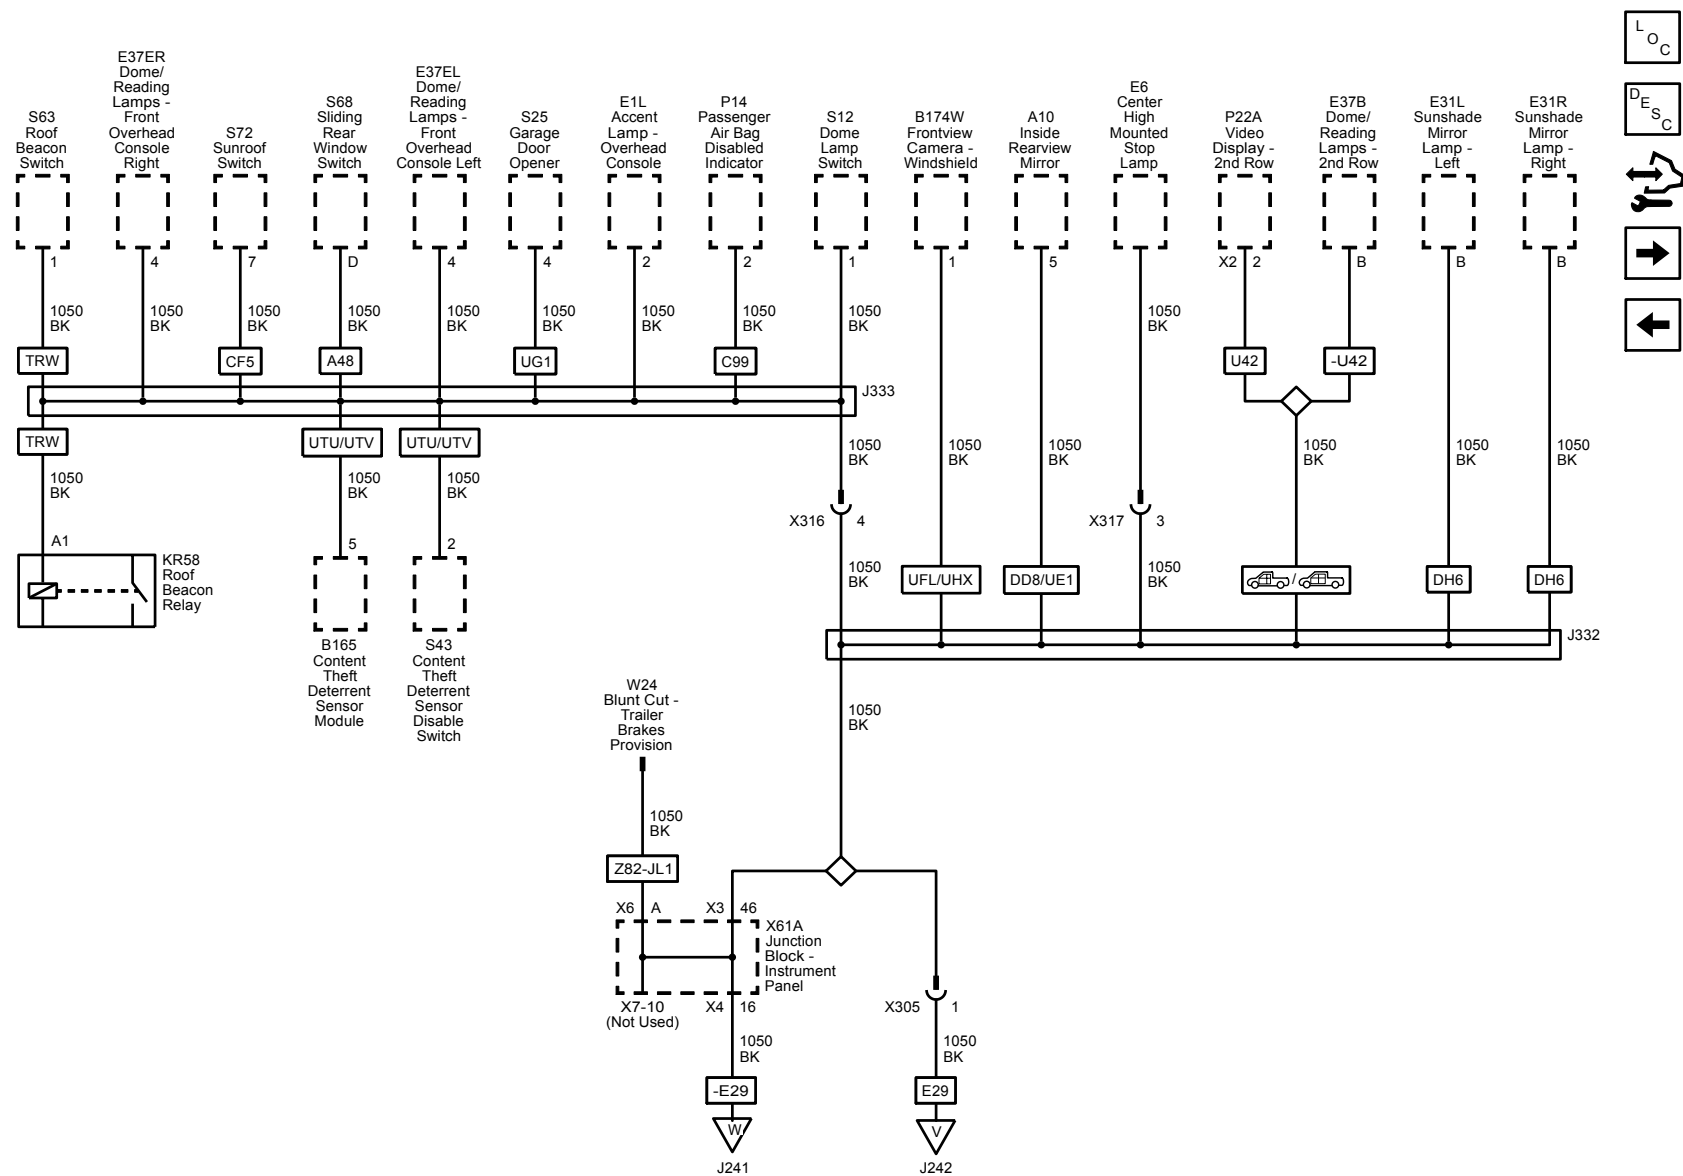 L
O
C
D
E
S
C
S63
Roof
Beacon
Switch
E37ER
Dome/
Reading
Lamps -
Front
Overhead
Console
Right
S72
Sunroof
Switch
S68
Sliding
Rear
Window
Switch
E37EL
Dome/
Reading
Lamps -
Front
Overhead
Console Left
S25
Garage
Door
Opener
E1L
Accent
Lamp -
Overhead
Console
P14
Passenger
Air Bag
Disabled
Indicator
S12
Dome
Lamp
Switch
B174W
Frontview
Camera -
Windshield
A10
Inside
Rearview
Mirror
E6
Center
High
Mounted
Stop
Lamp
P22A
Video
Display -
2nd Row
E37B
Dome/
Reading
Lamps -
2nd Row
E31L
Sunshade
Mirror
Lamp -
Left
E31R
Sunshade
Mirror
Lamp -
Right
1 4 7 D 4 4 2 2 1 1 5 X2 2 B B B
1050
BK
1050
BK
1050
BK
1050
BK
1050
BK
1050
BK
1050
BK
1050
BK
1050
BK
1050
BK
TRW
CF5
A48
UG1
C99
U42
-U42
J333
TRW
UTU/UTV
UTU/UTV
1050
BK
1050
BK
1050
BK
1050
BK
1050
BK
1050
BK
1050
BK
1050
BK
1050
BK
X316 4
X317 3
A1
5
2
KR58
Roof
Beacon
Relay
1050
BK
UFL/UHX
DD8/UE1
1050
BK
/
DH6
DH6
J332
B165
Content
Theft
Deterrent
Sensor
Module
S43
Content
Theft
Deterrent
Sensor
Disable
Switch
W24
Blunt Cut -
Trailer
Brakes
Provision
1050
BK
1050
BK
Z82-JL1
X6 A X3 46
X61A
Junction
Block -
Instrument
Panel
X7-10
(Not Used)
X4 16
X305 1
1050
BK
1050
BK
-E29
E29
W
V
J241
J242